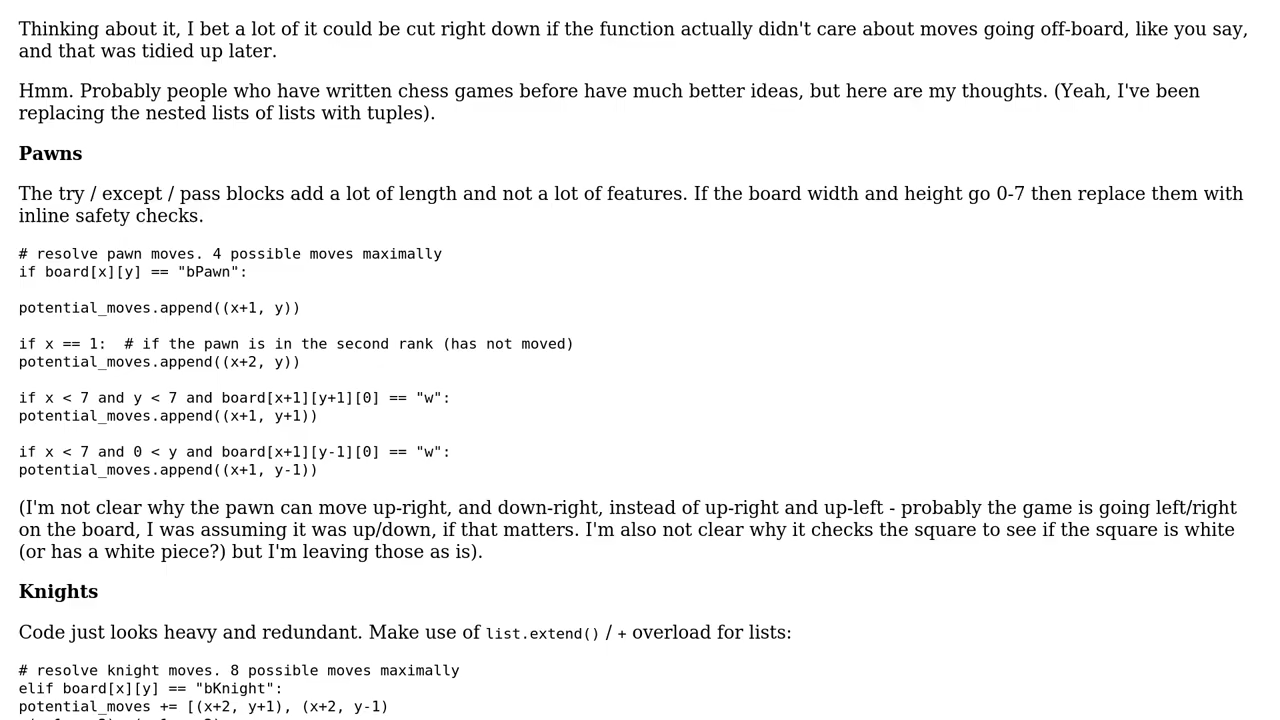 Thinking about it, I bet a lot of it could be cut right down if the function actually didn't care about moves going off-board, like you say,
and that was tidied up later.
Hmm. Probably people who have written chess games before have much better ideas, but here are my thoughts. (Yeah, I've been
replacing the nested lists of lists with tuples).
Pawns
The try / except / pass blocks add a lot of length and not a lot of features. If the board width and height go 0-7 then replace them with
inline safety checks.
# resolve pawn moves. 4 possible moves maximally
if board[x][y] == "bPawn":
potential_moves.append((x+1, y))
if x == 1:  # if the pawn is in the second rank (has not moved)
potential_moves.append((x+2, y))
if x < 7 and y < 7 and board[x+1][y+1][0] == "w":
potential_moves.append((x+1, y+1))
if x < 7 and 0 < y and board[x+1][y-1][0] == "w":
potential_moves.append((x+1, y-1))
(I'm not clear why the pawn can move up-right, and down-right, instead of up-right and up-left - probably the game is going left/right
on the board, I was assuming it was up/down, if that matters. I'm also not clear why it checks the square to see if the square is white
(or has a white piece?) but I'm leaving those as is).
Knights
Code just looks heavy and redundant. Make use of list.extend() / + overload for lists:
# resolve knight moves. 8 possible moves maximally
elif board[x][y] == "bKnight":
potential_moves += [(x+2, y+1), (x+2, y-1)